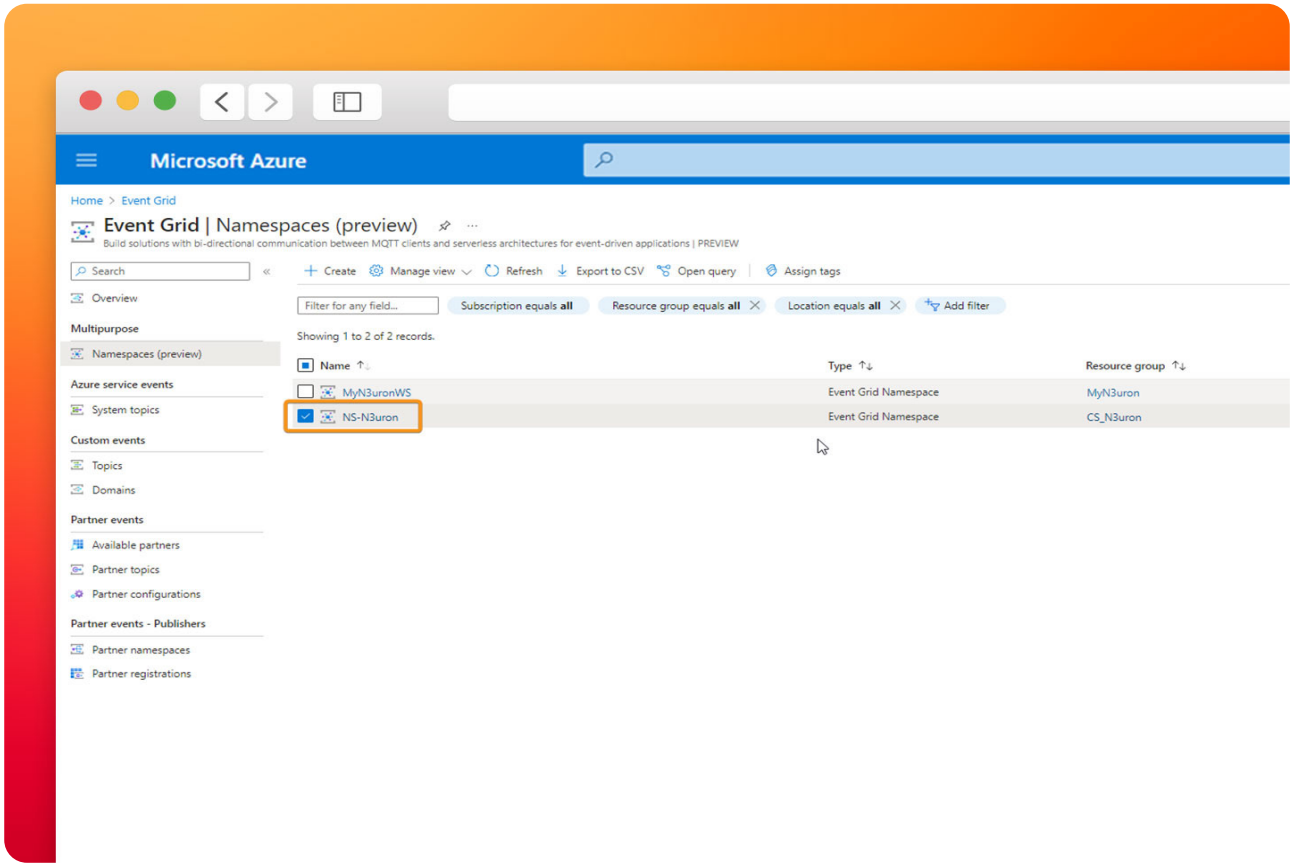 Microsoft Azure
Home > Event Grid
Event Grid | Namespaces (preview) ...
Build solutions with bi-directional communication between MQTT clients and serverless architectures for event-driven applications | PREVIEW
Search «
+ Create Manage view Refresh Export to CSV Open query | Assign tags
Overview
Filter for any field... Subscription equals all Resource group equals all Location equals all Add filter
Multipurpose
Showing 1 to 2 of 2 records.
Namespaces (preview)
Name ↑↓ Type ↑↓ Resource group ↑↓
Azure service events
MyN3uronWS Event Grid Namespace MyN3uron
System topics
NS-N3uron Event Grid Namespace CS_N3uron
Custom events
Topics
Domains
Partner events
Available partners
Partner topics
Partner configurations
Partner events - Publishers
Partner namespaces
Partner registrations